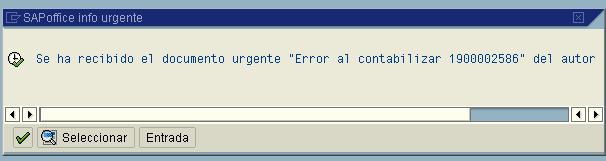 SAPoffice info urgente
Se ha recibido el documento urgente "Error al contabilizar 1900002586" del autor
Seleccionar Entrada